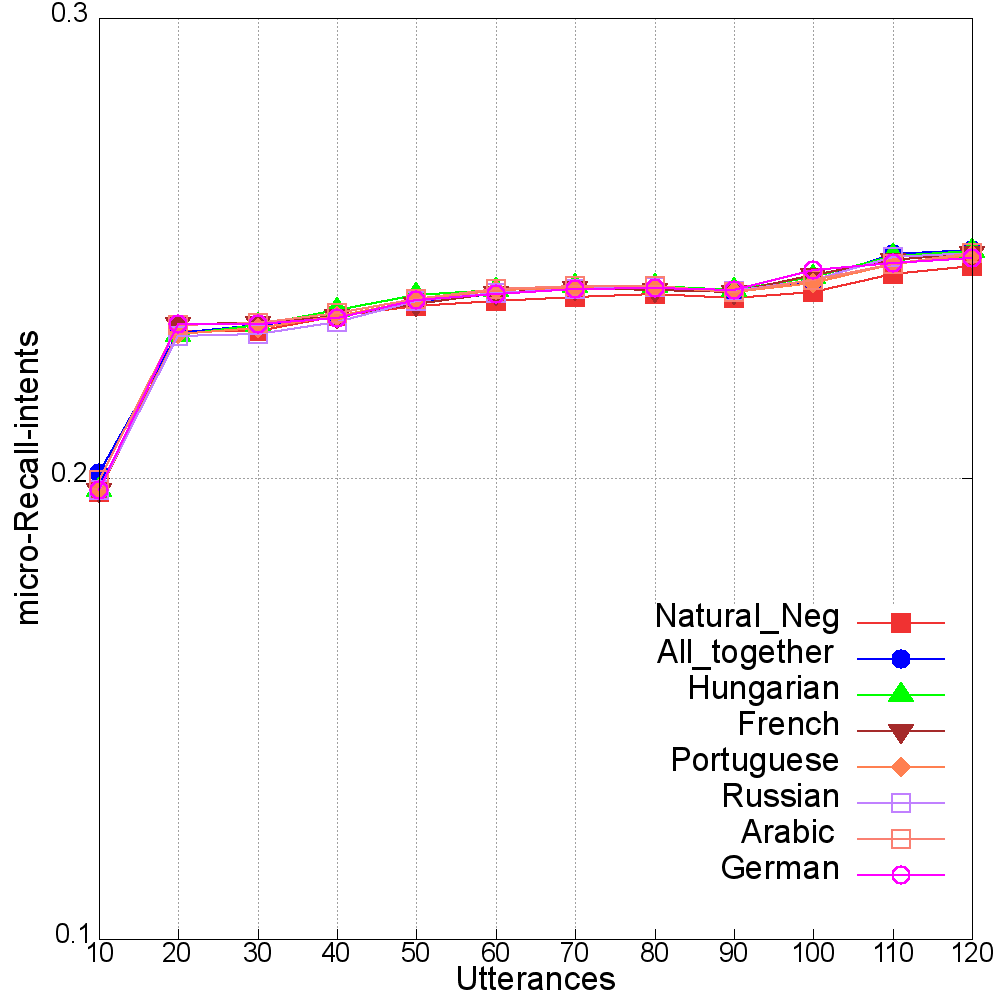 0.3
0.2
0.1
micro-Recall-intents
Natural_Neg
All_together
Hungarian
French
Portuguese
Russian
Arabic
German
10 20 30 40 50 60 70 80 90 100 110 120
Utterances